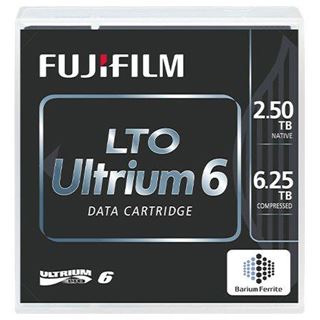 FUJIFILM
LTO
Ultrium 6
DATA CARTRIDGE
2.50
TB
NATIVE
6.25
TB
COMPRESSED
ULTRIUM 6
Barium Ferrite